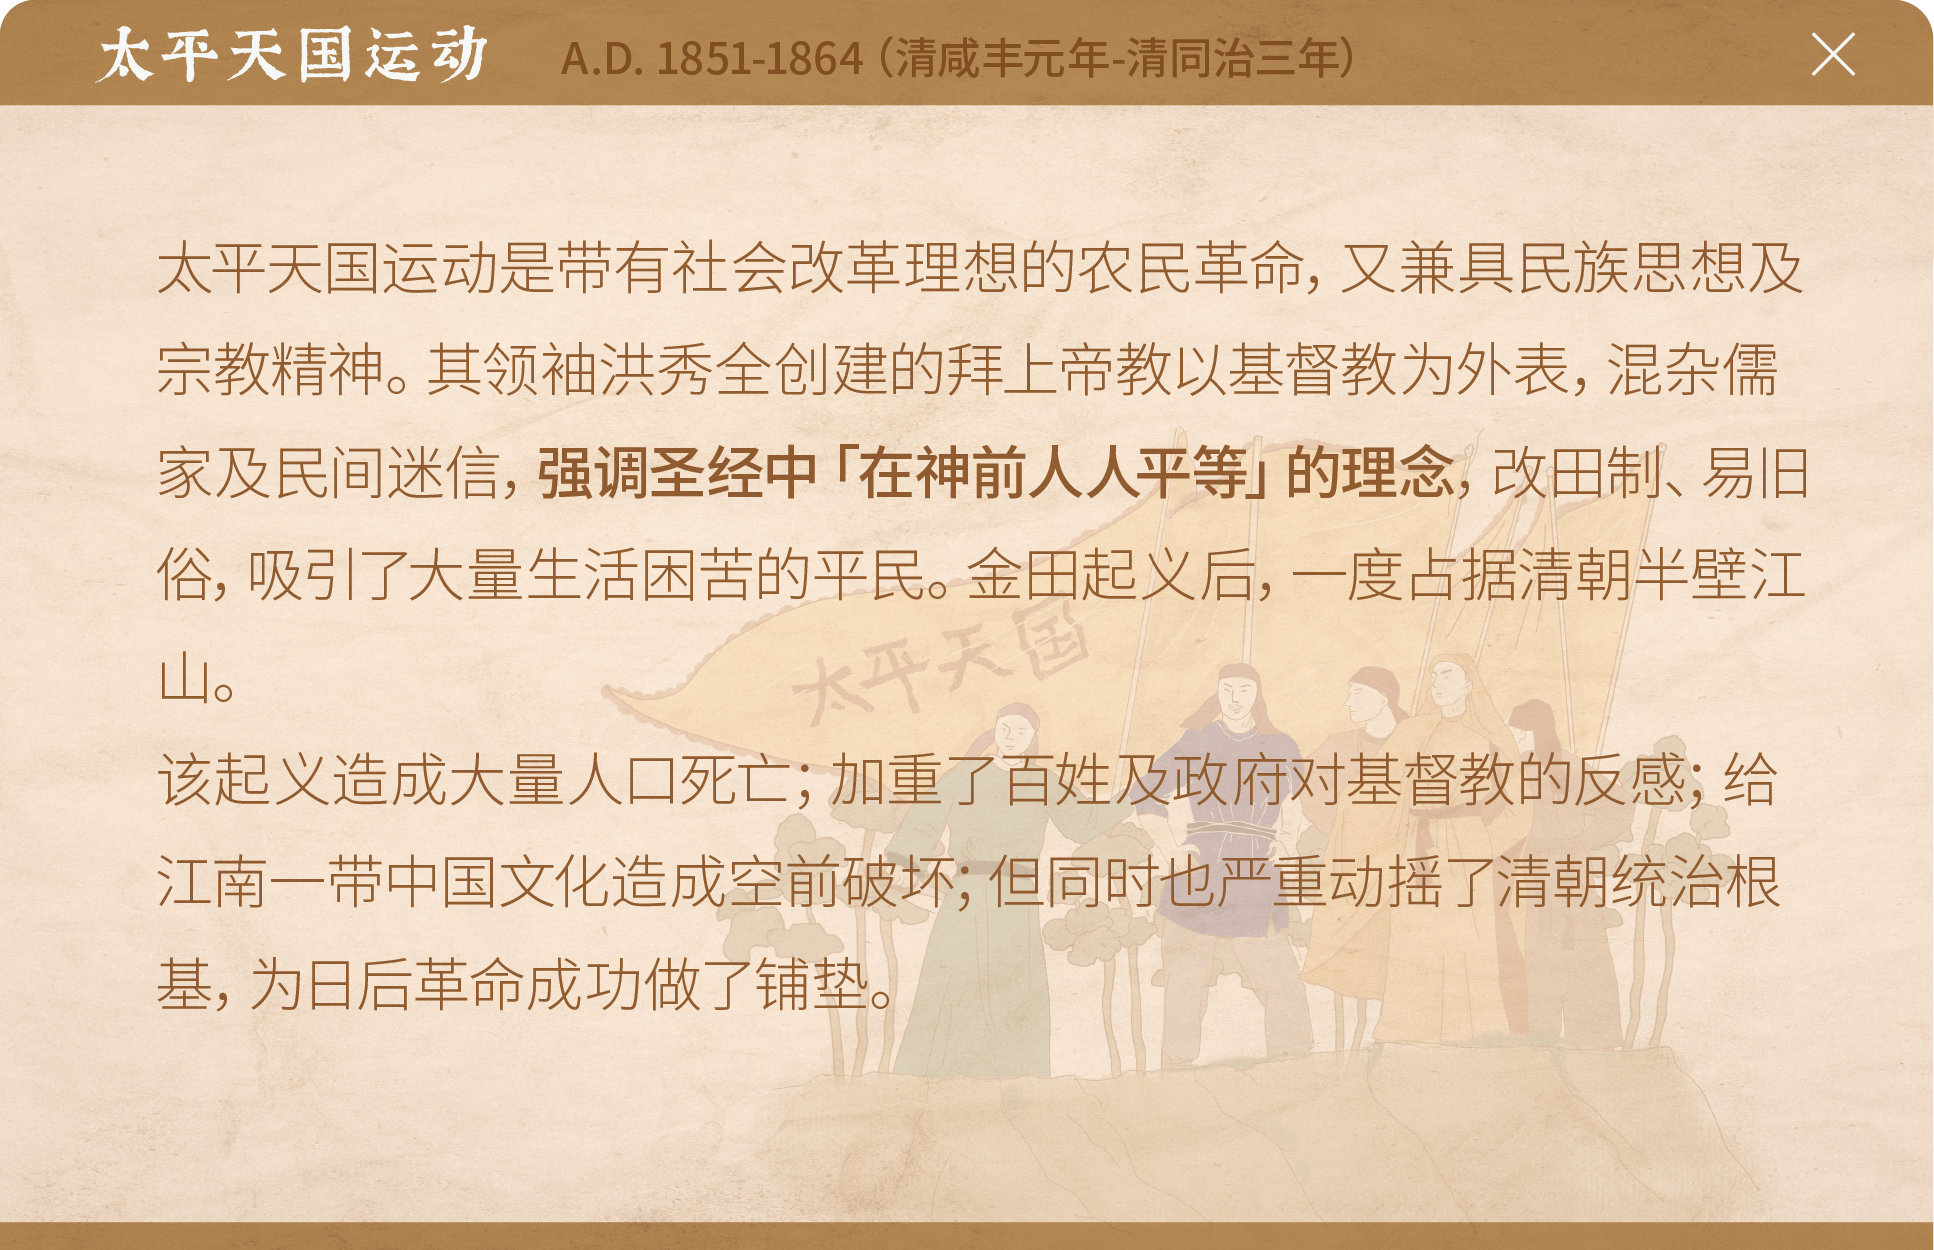 太平天国运动 A.D. 1851-1864（清咸丰元年-清同治三年）
太平天国运动是带有社会改革理想的农民革命，又兼具民族思想及
宗教精神。其领袖洪秀全创建的拜上帝教以基督教为外表，混杂儒
家及民间迷信，强调圣经中「在神前人人平等」的理念，改田制、易旧
俗，吸引了大量生活困苦的平民。金田起义后，一度占据清朝半壁江
山。
太平天国
该起义造成大量人口死亡；加重了百姓及政府对基督教的反感；给
江南一带中国文化造成空前破坏；但同时也严重动摇了清朝统治根
基，为日后革命成功做了铺垫。